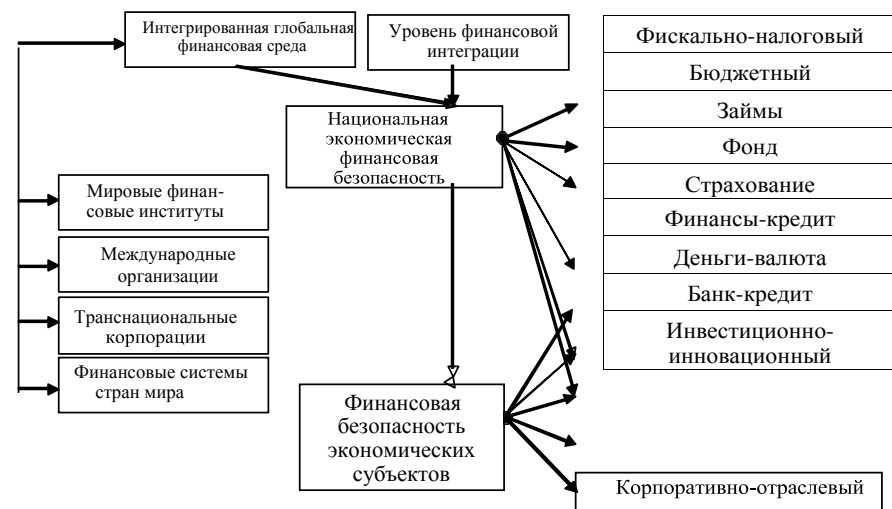 Интегрированная глобальная
финансовая среда
Уровень финансовой
интеграции
Национальная
экономическая
финансовая
безопасность
Мировые финан-
совые институты
Международные
организации
Транснациональные
корпорации
Финансовые системы
стран мира
Финансовая
безопасность
экономических
субъектов
Фискально-налоговый
Бюджетный
Займы
Фонд
Страхование
Финансы-кредит
Деньги-валюта
Банк-кредит
Инвестиционно-
инновационный
Корпоративно-отраслевый